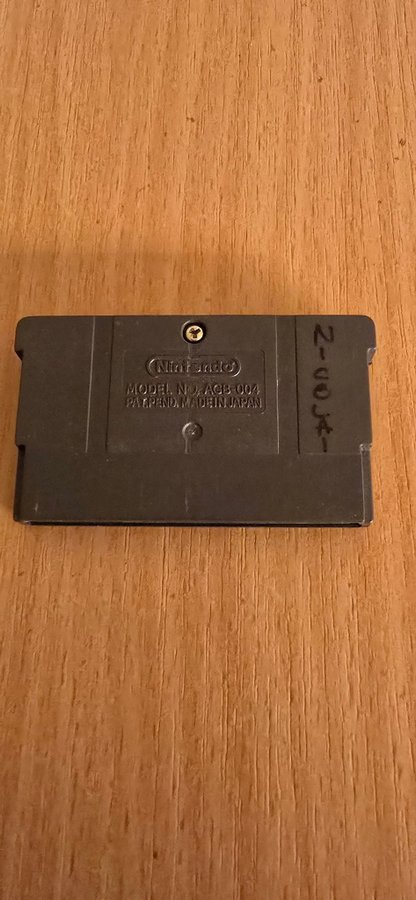 Nintendo
MODEL NO. AGB-004
PAT.PEND. MADE IN JAPAN
NICOLAI